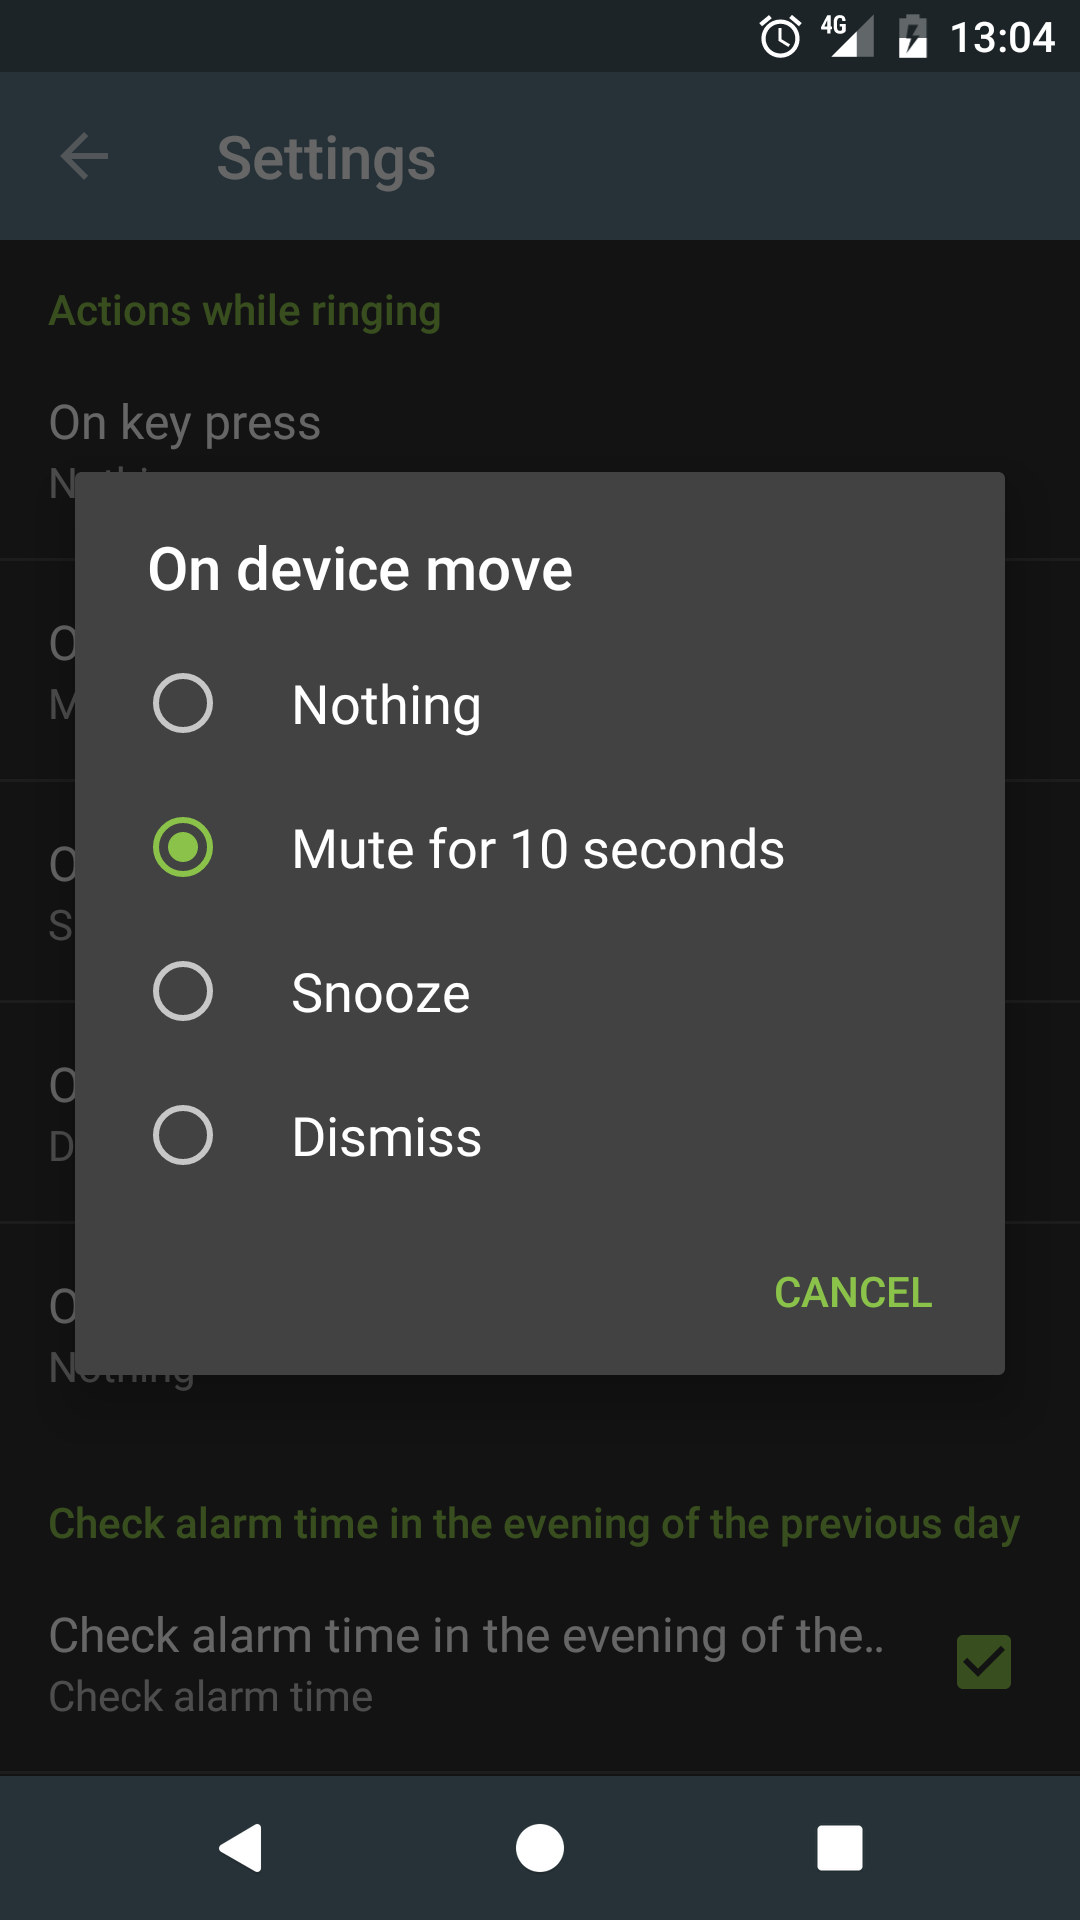 4G 13:04
Settings
Actions while ringing
On key press
On device move
Nothing
Mute for 10 seconds
Snooze
Dismiss
CANCEL
Nothing
Check alarm time in the evening of the previous day
Check alarm time in the evening of the..
Check alarm time